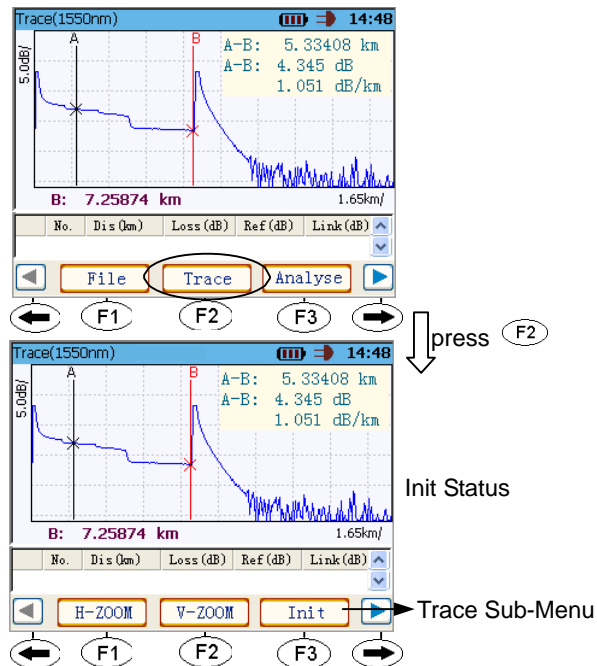 Trace(1550nm) 14:48
A B
5.0dB/
A-B: 5.33408 km
A-B: 4.345 dB
1.051 dB/km
B: 7.25874 km 1.65km/
No. Dis(km) Loss(dB) Ref(dB) Link(dB)
File Trace Analyse
F1 F2 F3
press F2
Trace(1550nm) 14:48
A B
5.0dB/
A-B: 5.33408 km
A-B: 4.345 dB
1.051 dB/km
Init Status
B: 7.25874 km 1.65km/
No. Dis(km) Loss(dB) Ref(dB) Link(dB)
H-ZOOM V-ZOOM Init Trace Sub-Menu
F1 F2 F3